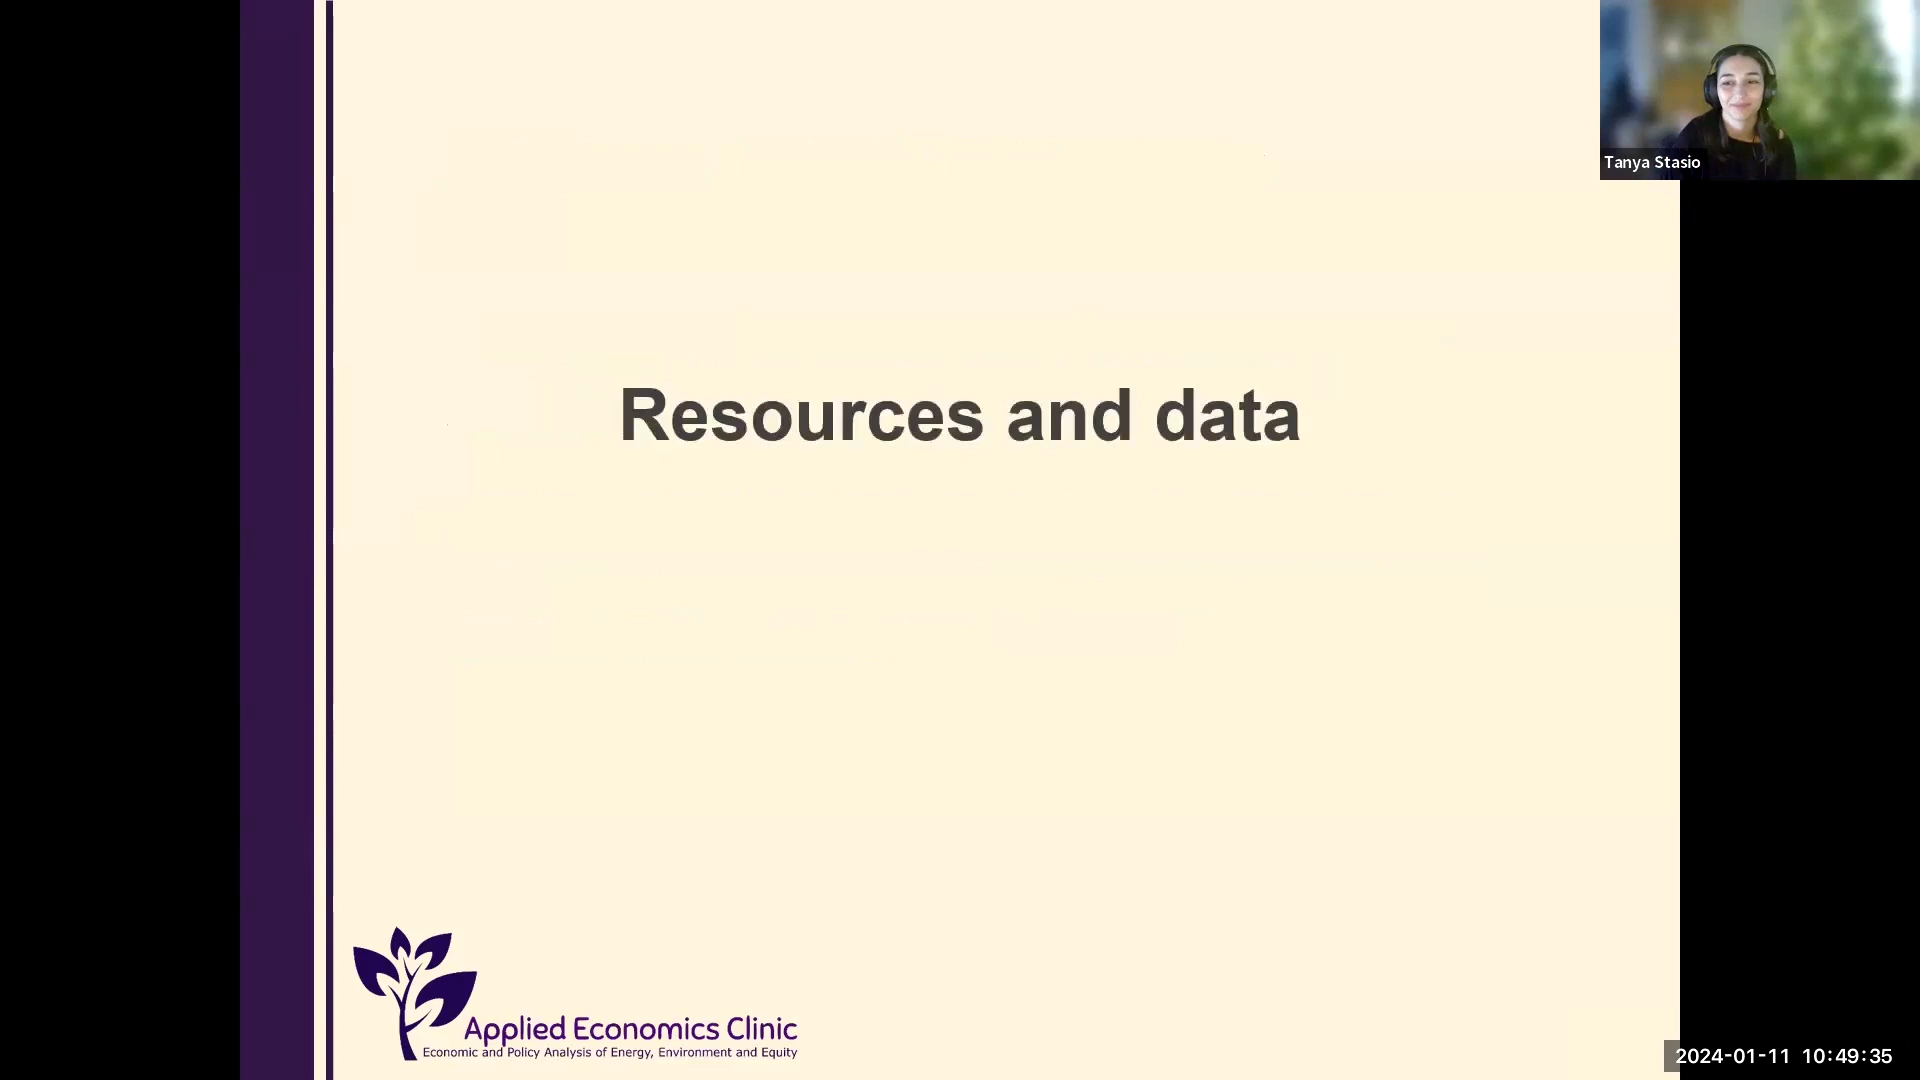 Tanya Stasio
Resources and data
Applied Economics Clinic
Economic and Policy Analysis of Energy, Environment and Equity
2024-01-11 10:49:35